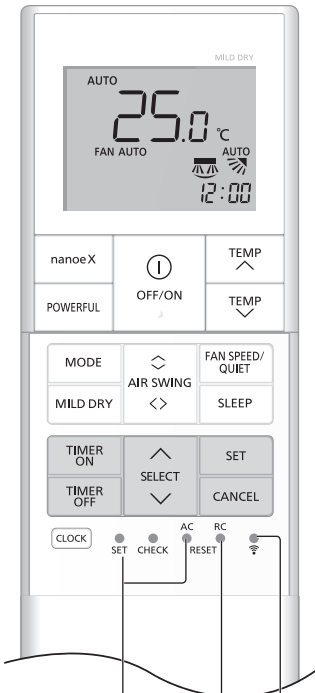 MILD DRY
AUTO
25.0 ℃
FAN AUTO
AUTO
12:00
nanoe X
OFF/ON
TEMP
POWERFUL
TEMP
MODE
AIR SWING
FAN SPEED/
QUIET
MILD DRY
SLEEP
TIMER
ON
SELECT
SET
TIMER
OFF
CANCEL
CLOCK
SET
CHECK
AC
RESET
RC